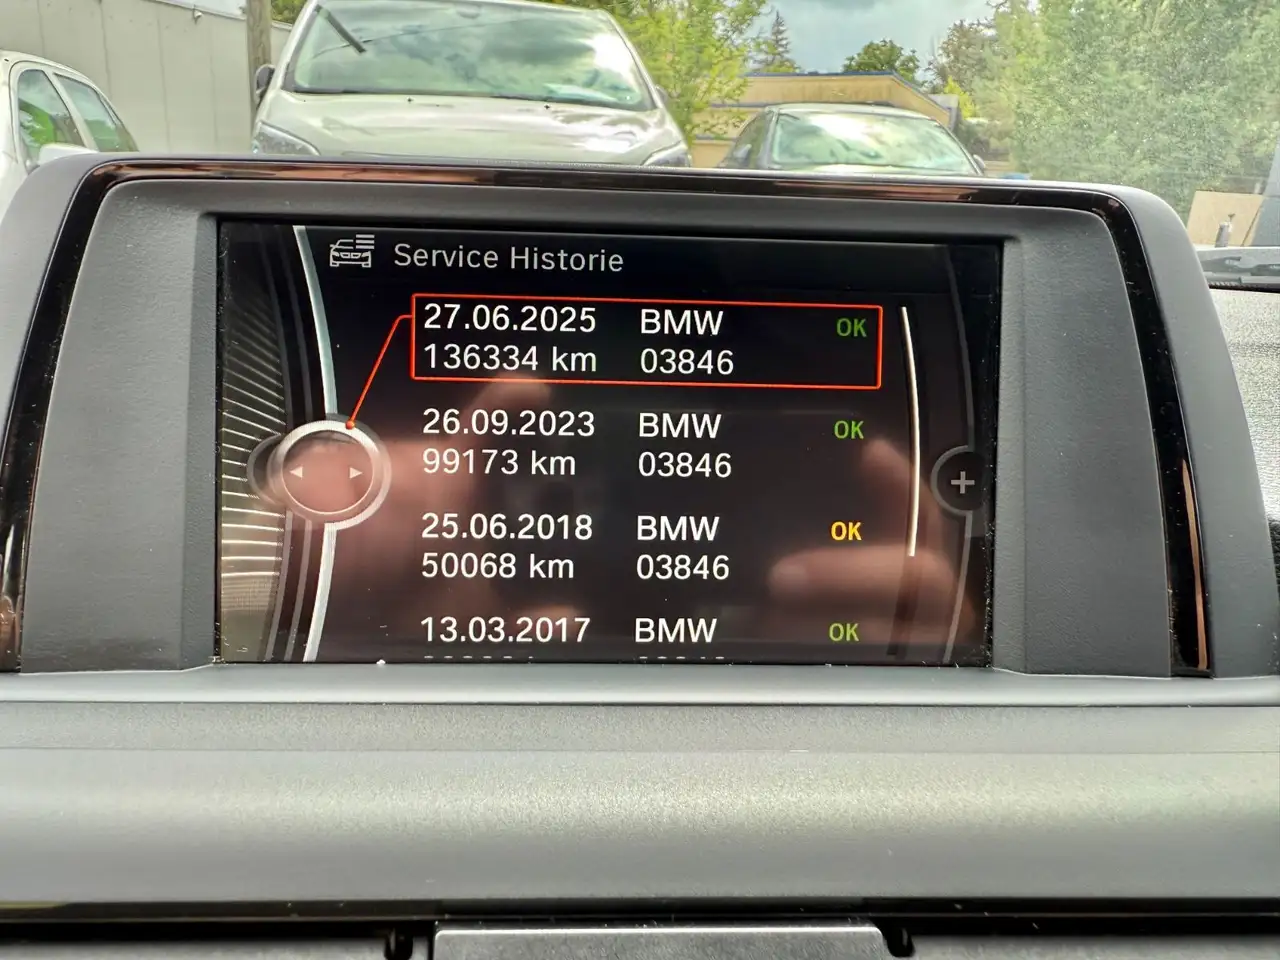 Service Historie
27.06.2025 BMW OK
136334 km 03846
26.09.2023 BMW OK
99173 km 03846
25.06.2018 BMW OK
50068 km 03846
13.03.2017 BMW OK